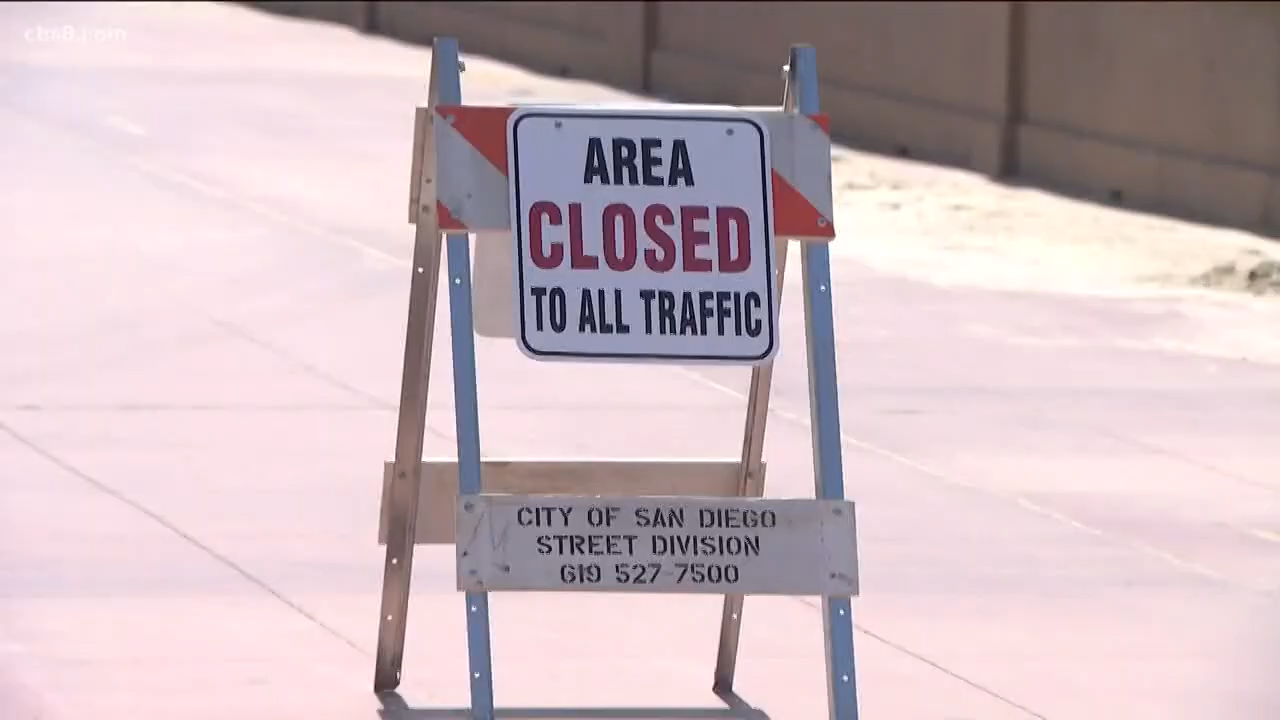 cbs8.com
AREA
CLOSED
TO ALL TRAFFIC
CITY OF SAN DIEGO
STREET DIVISION
619 527-7500